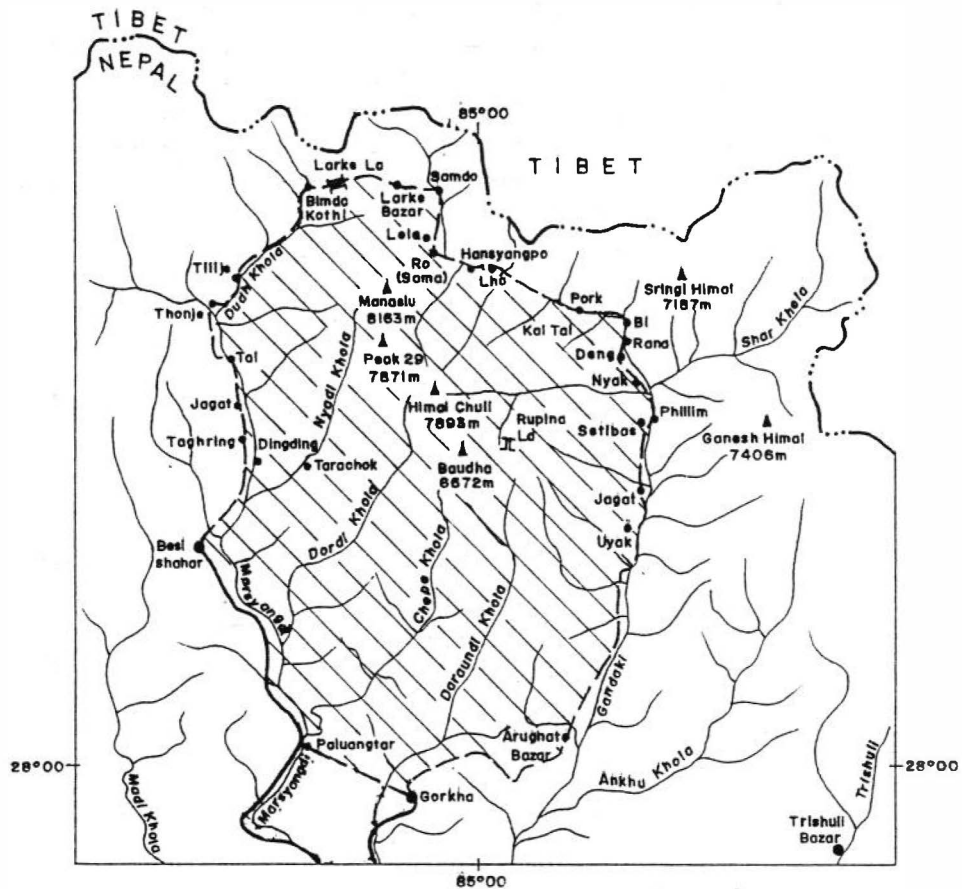 TIBET
NEPAL
85°00
TIBET
Larke La
Samdo
Bimda
Kothi
Larke
Bazar
Lola
Ro
(Sama)
Hansyangpo
Lho
Tilije
Dudh Khola
Thonje
Manaslu
8163m
Sringi Himal
7187m
Pork
Kal Tal
Bi
Rana
Shar Khola
Deng
Nyak
Tal
Nyadi Khola
Peak 29
7871m
Himal Chuli
7893m
Rupina
La
Philim
Setibas
Ganesh Himal
7406m
Jagat
Taghring
Dingding
Tarachok
Baudha
6672m
Jagat
Uyak
Besi
shahar
Dordi Khola
Marsyangdi
Chepe Khola
Daraundi Khola
Gandaki
Arughat
Bazar
Paluangtar
28°00
28°00
Ankhu Khola
Trishuli
Madi Khola
Marsyangdi
Gorkha
Trishuli
Bazar
85°00